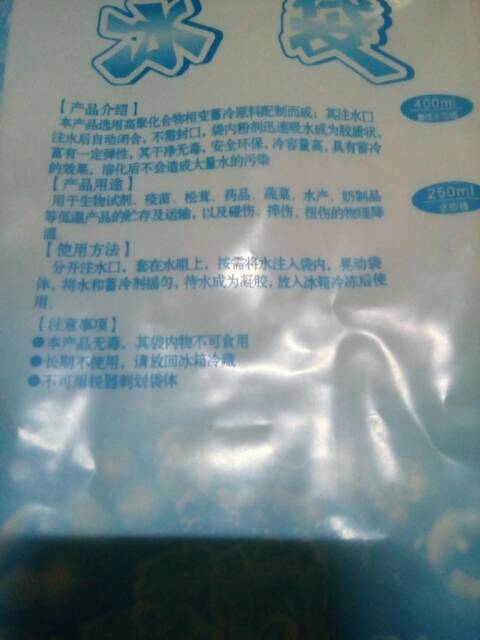 冰袋
【产品介绍】
本产品选用高聚化合物相变蓄冷原料配制而成；其注水口
注水后自动闭合，不需封口，袋内粉剂迅速吸水成为胶质状，
富有一定弹性，其干净无毒，安全环保，冷容量高，具有蓄冷
的效果，溶化后不会造成大量水的污染
【产品用途】
用于生物试剂、疫苗、松茸、药品、蔬菜、水产、奶制品
等低温产品的贮存及运输，以及碰伤、摔伤、扭伤的物理降
温。
【使用方法】
分开注水口，套在水咀上，按需将水注入袋内，晃动袋
体，将水和蓄冷剂摇匀，待水成为凝胶，放入冰箱冷冻后使
用.
【注意事项】
●本产品无毒，其袋内物不可食用
●长期不使用，请放回冰箱冷藏
●不可用锐器刺划袋体
400ml
250ml